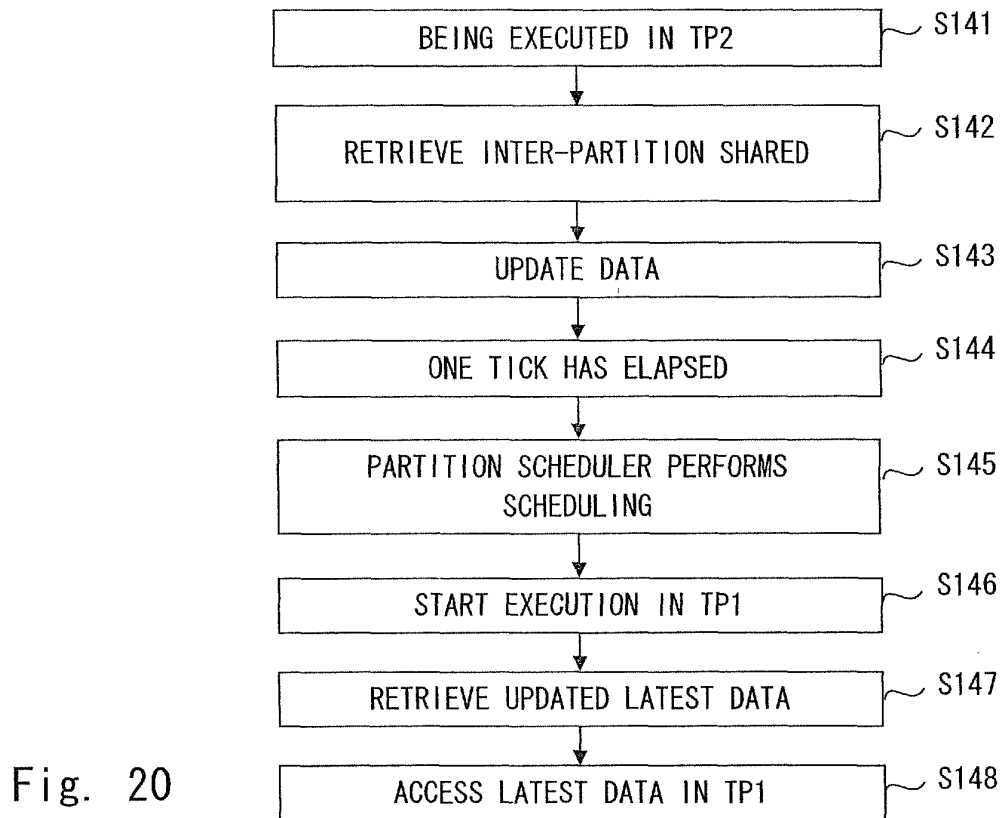 BEING EXECUTED IN TP2
S141
RETRIEVE INTER-PARTITION SHARED
S142
UPDATE DATA
S143
ONE TICK HAS ELAPSED
S144
PARTITION SCHEDULER PERFORMS
SCHEDULING
S145
START EXECUTION IN TP1
S146
RETRIEVE UPDATED LATEST DATA
S147
ACCESS LATEST DATA IN TP1
S148
Fig. 20